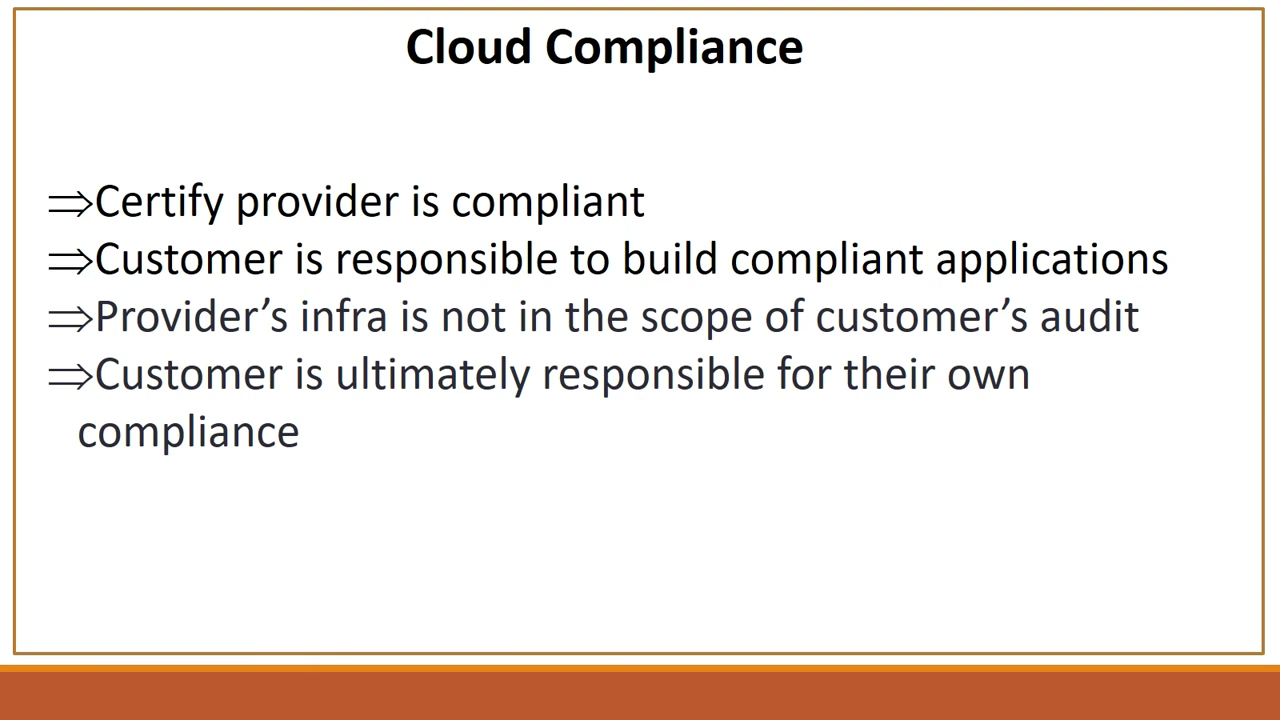 Cloud Compliance
⇒Certify provider is compliant
⇒Customer is responsible to build compliant applications
⇒Provider’s infra is not in the scope of customer’s audit
⇒Customer is ultimately responsible for their own
compliance